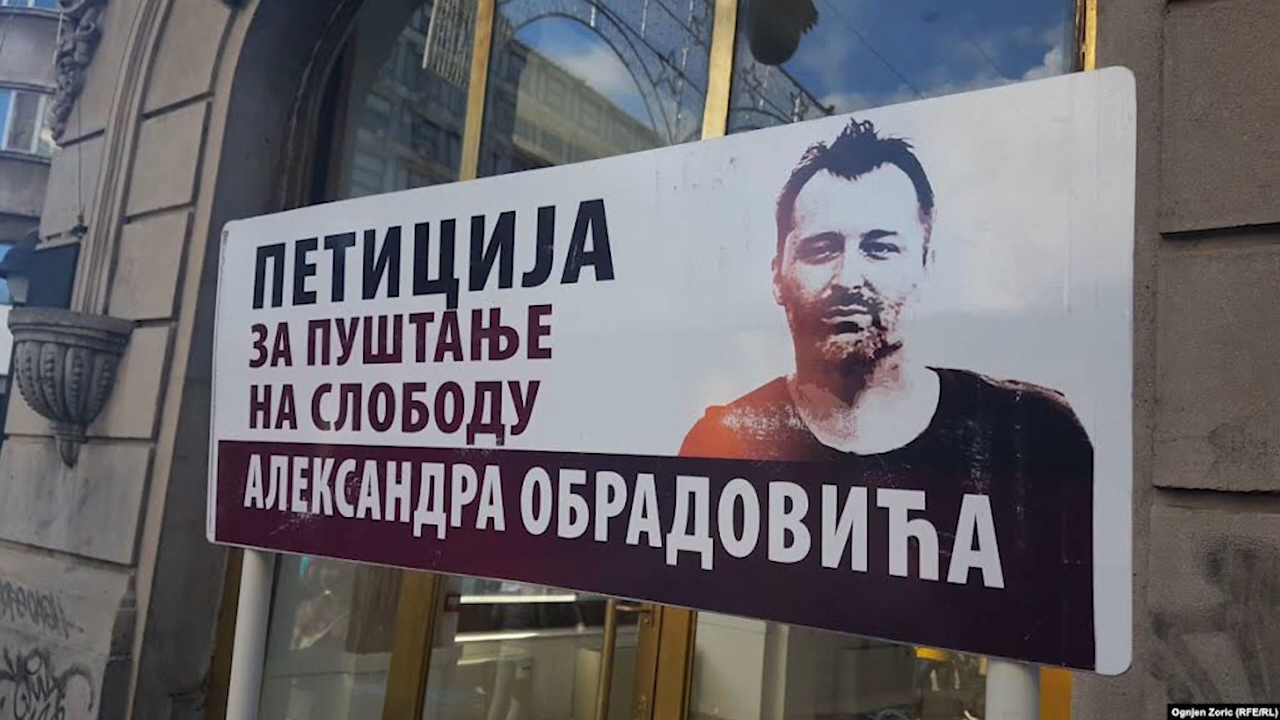 ПЕТИЦИЈА
ЗА ПУШТАЊЕ
НА СЛОБОДУ
АЛЕКСАНДРА ОБРАДОВИЋА
Ognjen Zoric (RFE/RL)